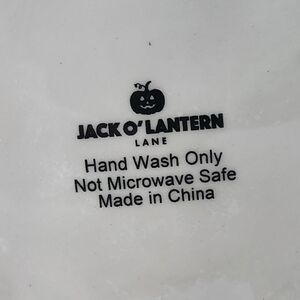 JACK O' LANTERN
LANE
Hand Wash Only
Not Microwave Safe
Made in China